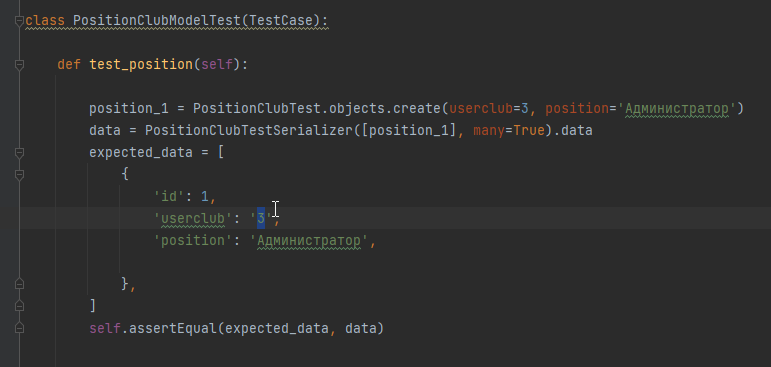 class PositionClubModelTest(TestCase):
def test_position(self):
position_1 = PositionClubTest.objects.create(userclub=3, position='Администратор')
data = PositionClubTestSerializer([position_1], many=True).data
expected_data = [
{
'id': 1,
'userclub': '3',
'position': 'Администратор',
},
]
self.assertEqual(expected_data, data)